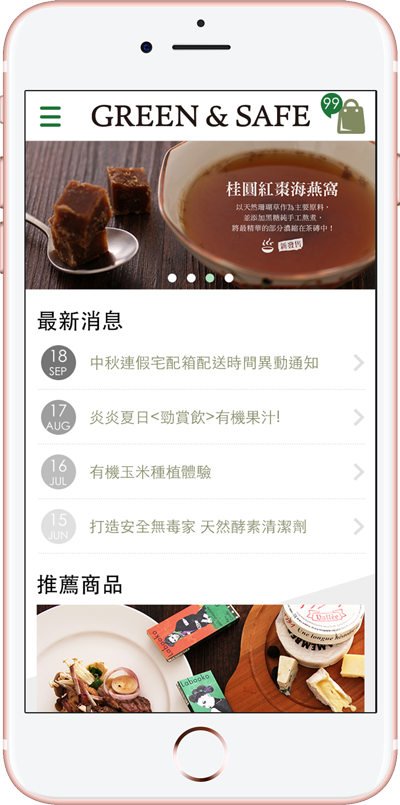 GREEN & SAFE
99
桂圓紅棗海燕窩
以天然珊瑚草作為主要原料，
並添加黑糖純手工熬煮，
將最精華的部分濃縮在茶磚中！
新發售
最新消息
18
SEP
中秋連假宅配箱配送時間異動通知
17
AUG
炎炎夏日<勁賞飲>有機果汁!
16
JUL
有機玉米種植體驗
15
JUN
打造安全無毒家 天然酵素清潔劑
推薦商品
Labooko
Labooko
Une longue
MEMBE